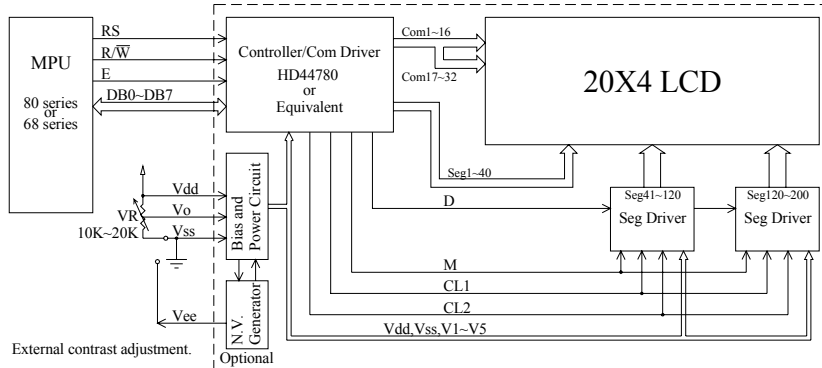 MPU
80 series
or
68 series
RS
R/W
E
DB0~DB7
Controller/Com Driver
HD44780
or
Equivalent
Com1~16
Com17~32
20X4 LCD
Seg1~40
D
Seg41~120
Seg Driver
Seg120~200
Seg Driver
Vdd
Vo
VR
10K~20K
Vss
Bias and
Power Circuit
M
CL1
CL2
Vdd,Vss,V1~V5
Vee
N.V.
Generator
Optional
External contrast adjustment.